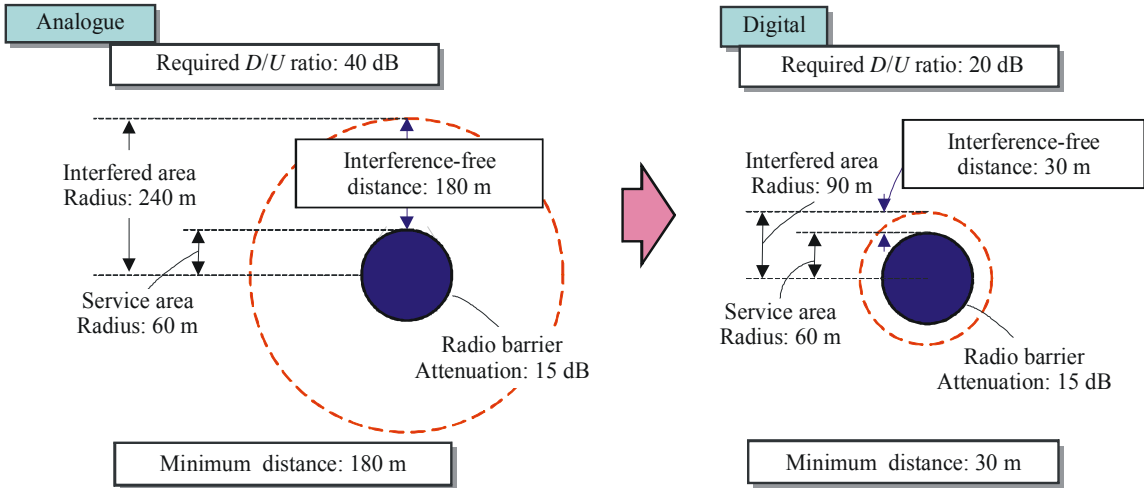 Analogue
Required D/U ratio: 40 dB
Interfered area
Radius: 240 m
Interference-free
distance: 180 m
Service area
Radius: 60 m
Radio barrier
Attenuation: 15 dB
Minimum distance: 180 m
Digital
Required D/U ratio: 20 dB
Interfered area
Radius: 90 m
Interference-free
distance: 30 m
Service area
Radius: 60 m
Radio barrier
Attenuation: 15 dB
Minimum distance: 30 m